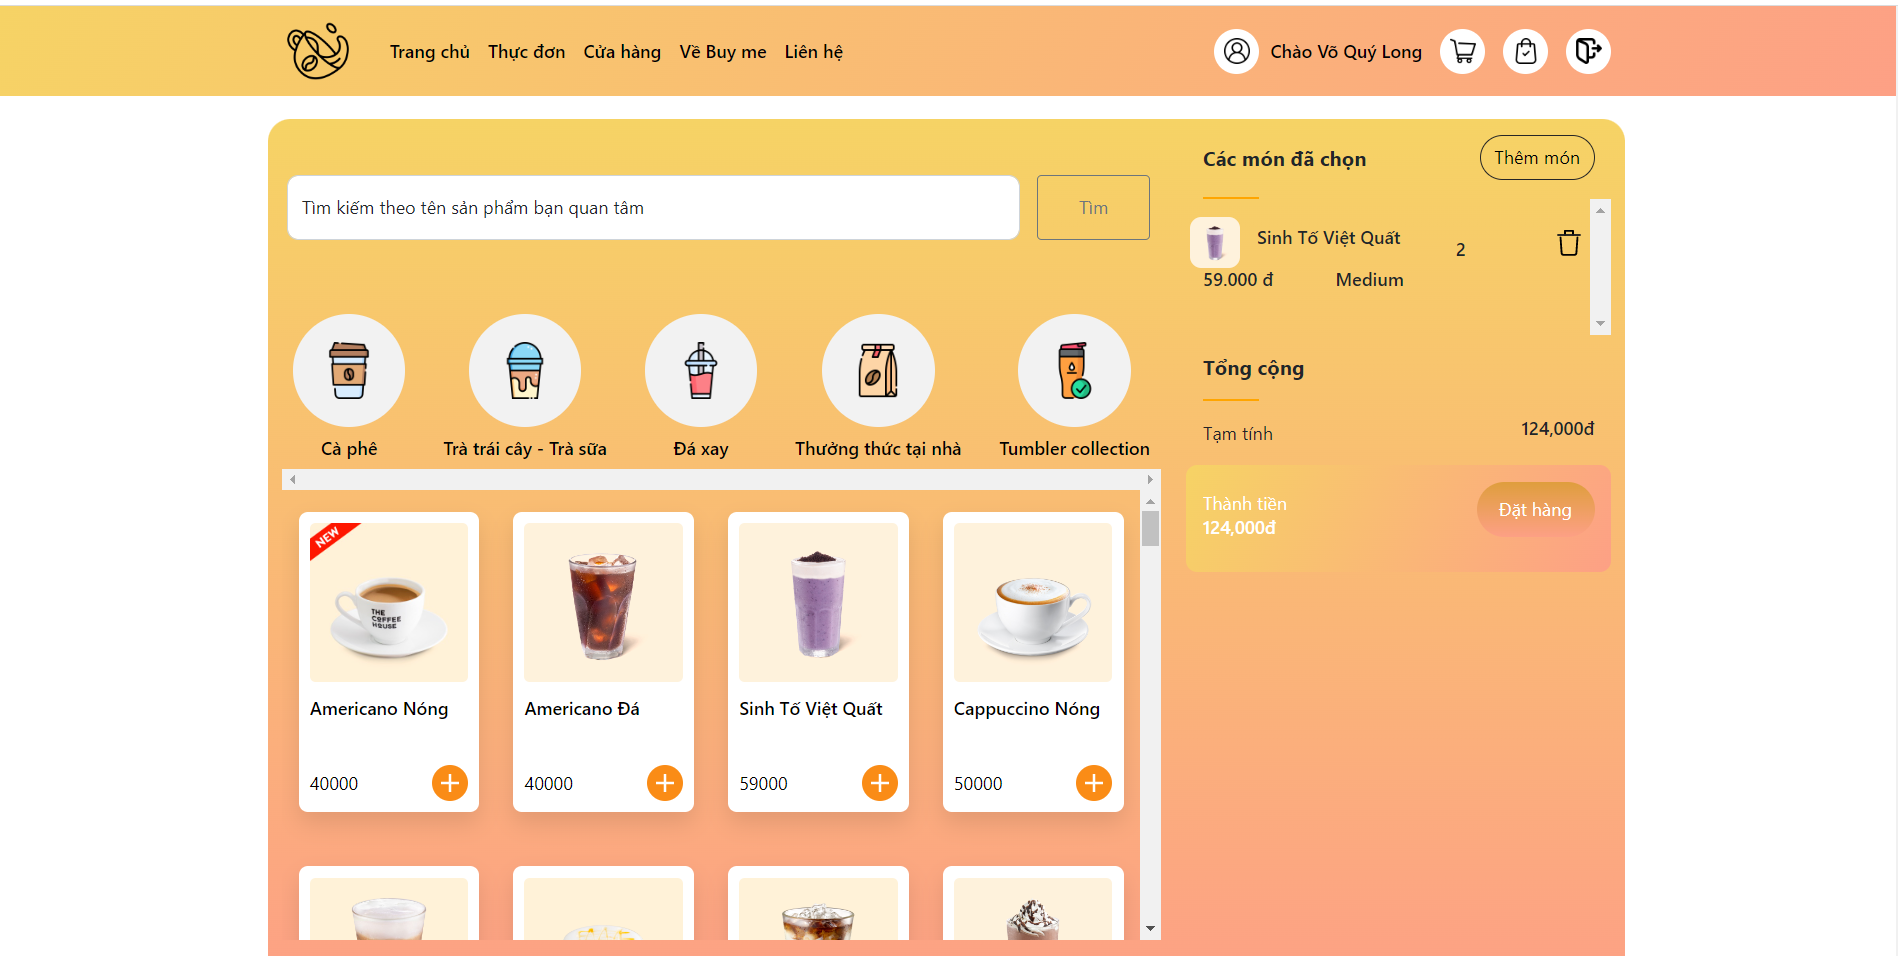 Trang chủ Thực đơn Cửa hàng Về Buy me Liên hệ Chào Võ Quý Long
Tìm kiếm theo tên sản phẩm bạn quan tâm Tìm
Cà phê Trà trái cây - Trà sữa Đá xay Thưởng thức tại nhà Tumbler collection
NEW
THE
COFFEE
HOUSE
Americano Nóng Americano Đá Sinh Tố Việt Quất Cappuccino Nóng
40000 40000 59000 50000
Các món đã chọn Thêm món
Sinh Tố Việt Quất 2
59.000 đ Medium
Tổng cộng
Tạm tính 124,000đ
Thành tiền
124,000đ
Đặt hàng